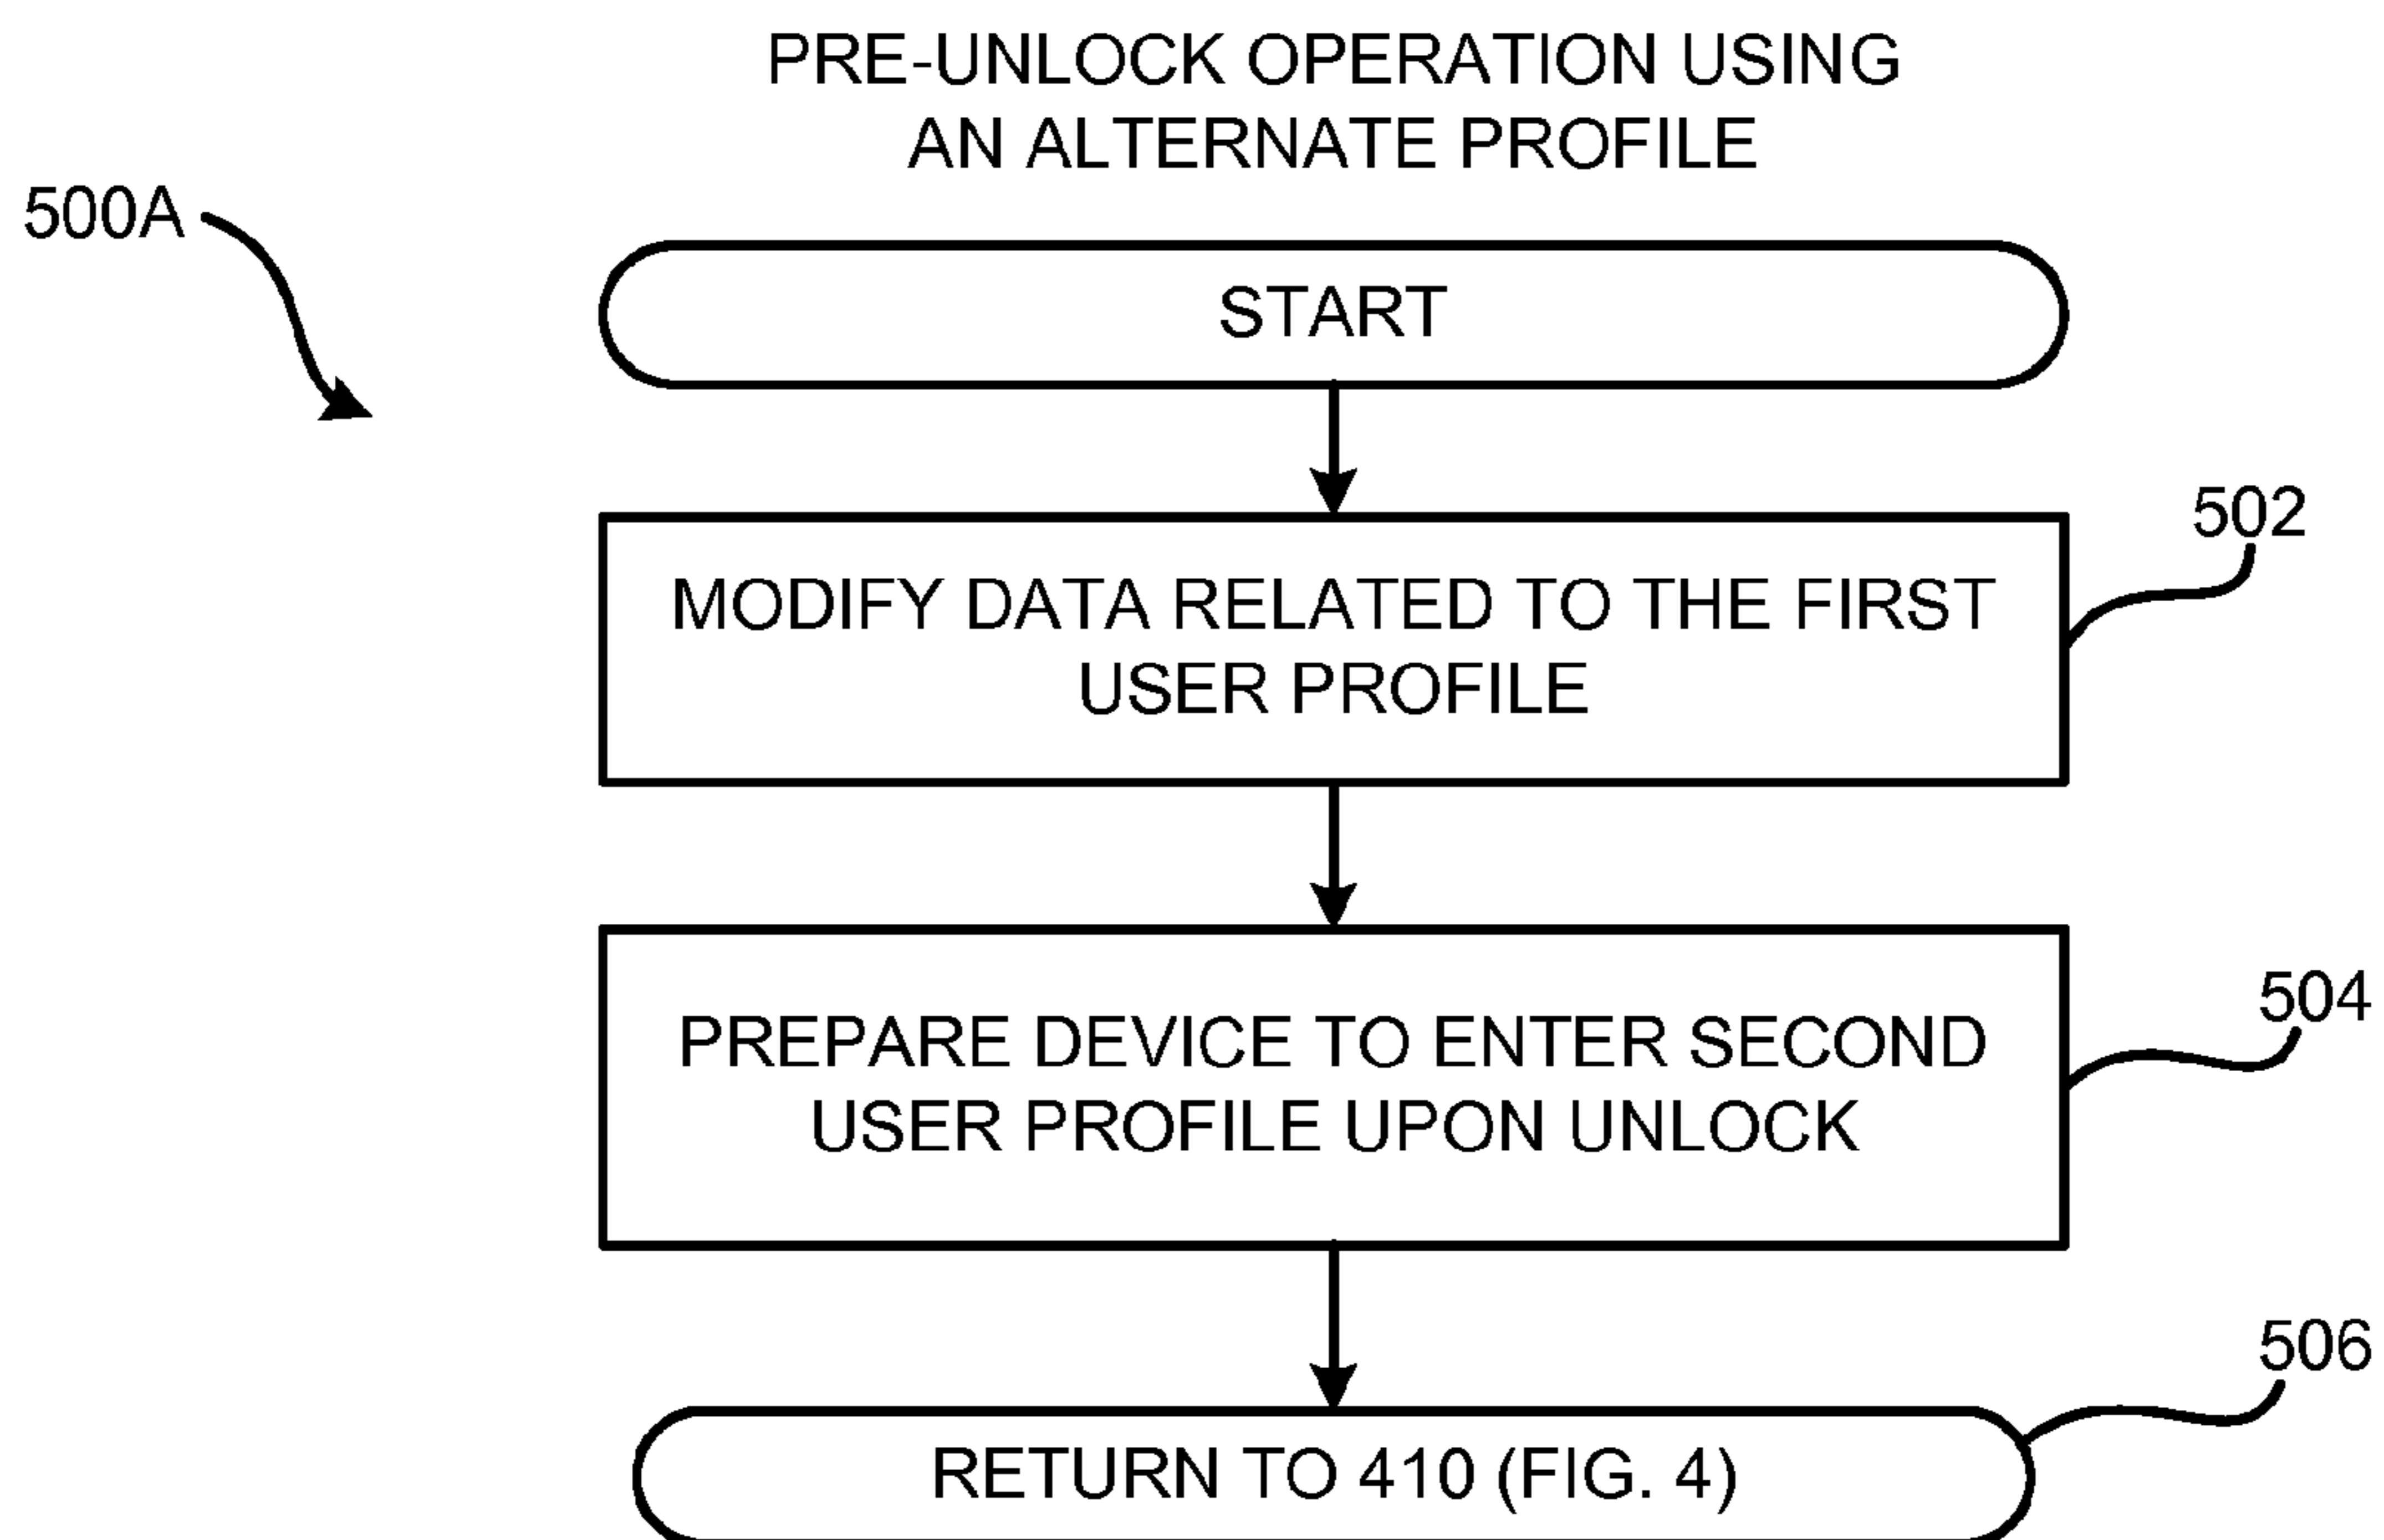 PRE-UNLOCK OPERATION USING
AN ALTERNATE PROFILE
500A
START
502
MODIFY DATA RELATED TO THE FIRST
USER PROFILE
504
PREPARE DEVICE TO ENTER SECOND
USER PROFILE UPON UNLOCK
506
RETURN TO 410 (FIG. 4)